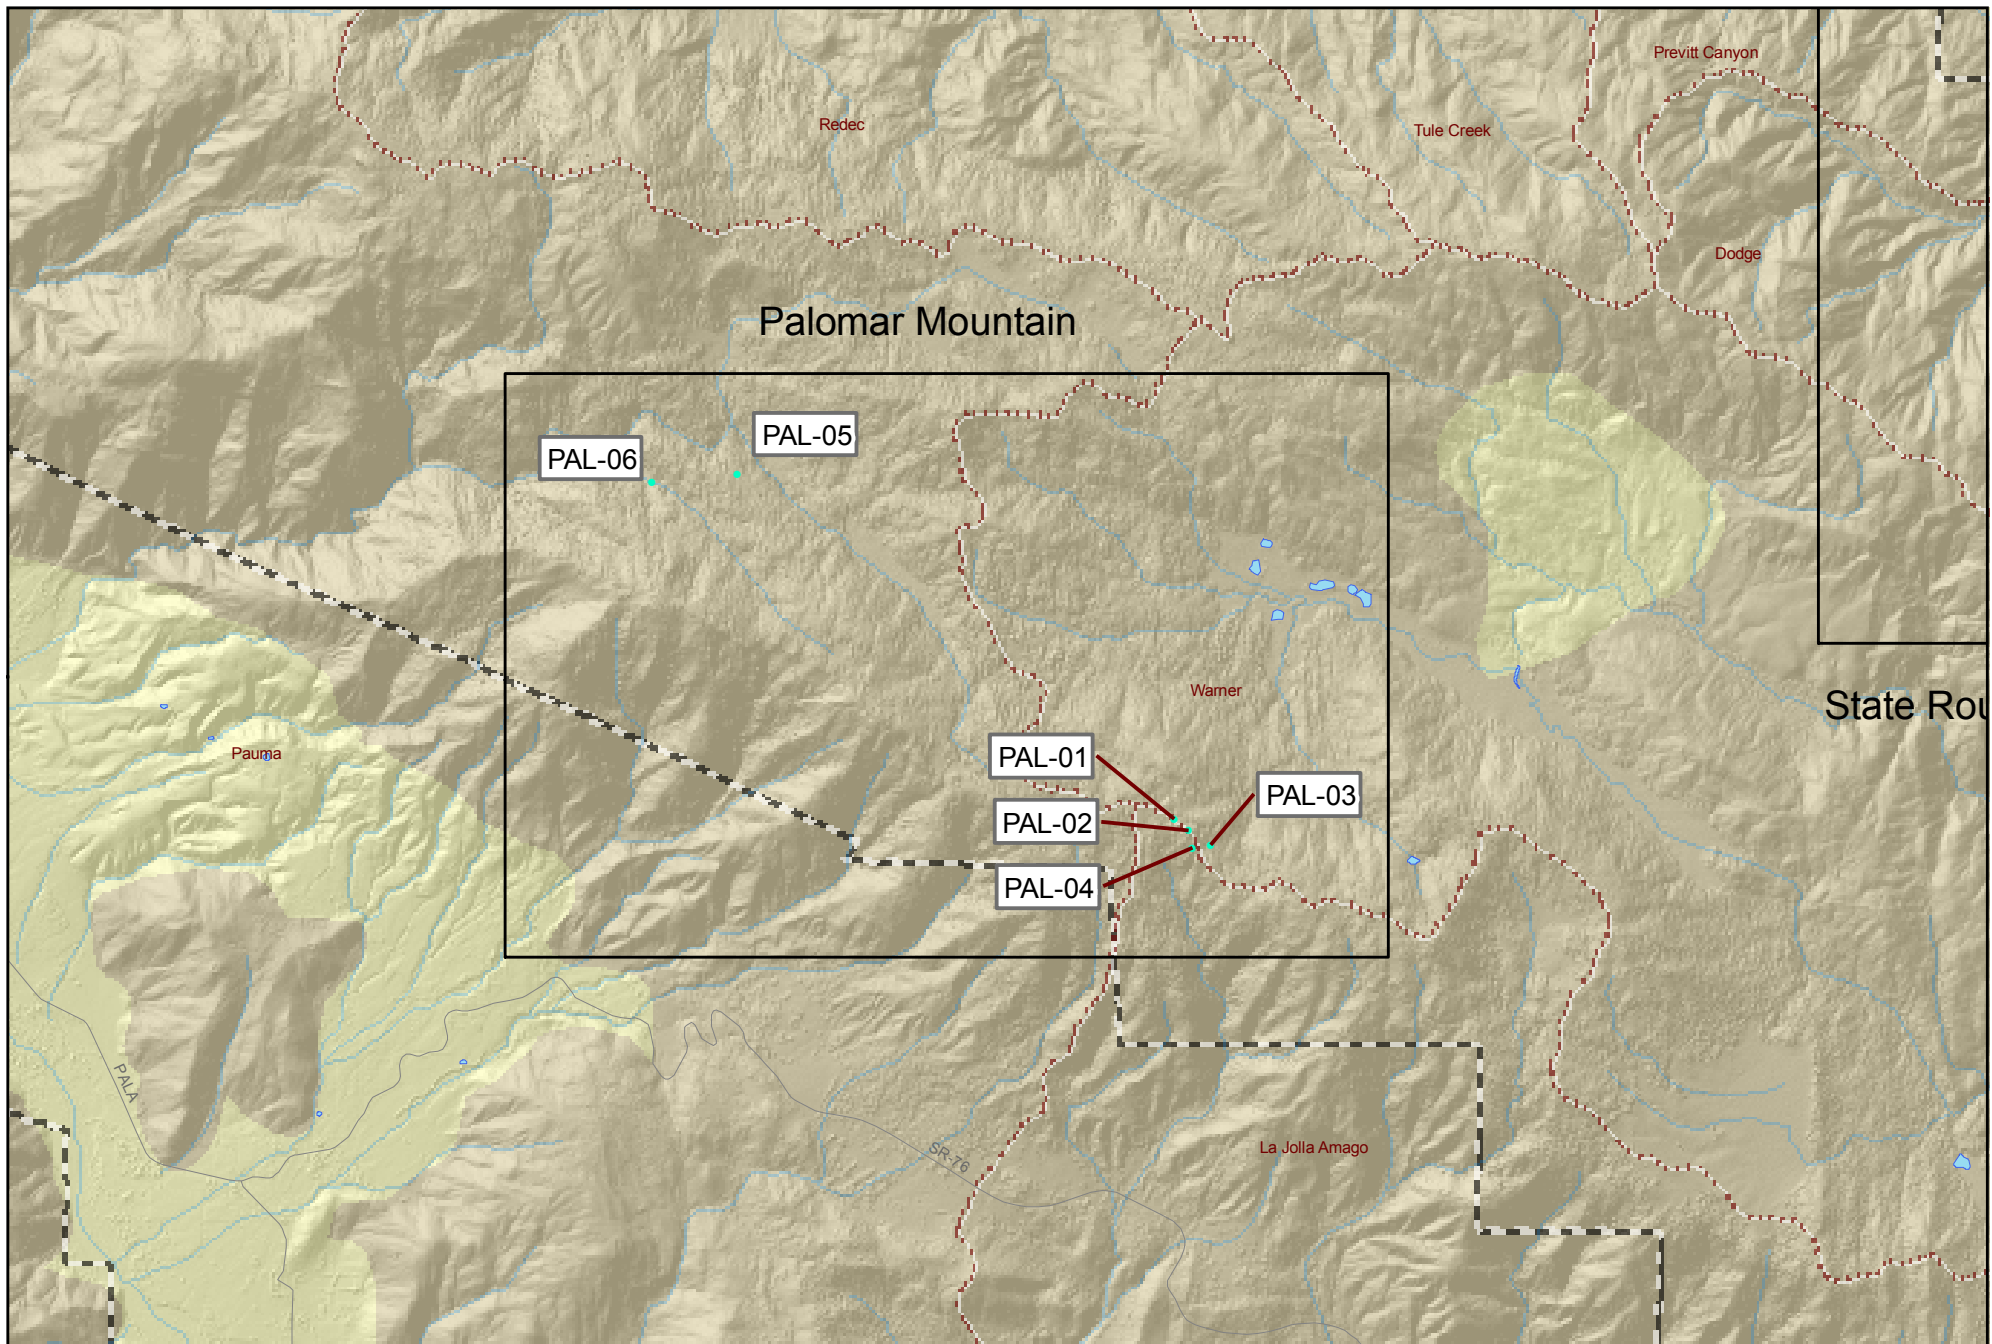 Previtt Canyon
Redec
Tule Creek
Dodge
Palomar Mountain
PAL-05
PAL-06
Warner
State Rou
Pauma
PAL-01
PAL-03
PAL-02
PAL-04
PALA
La Jolla Amago
SR-76